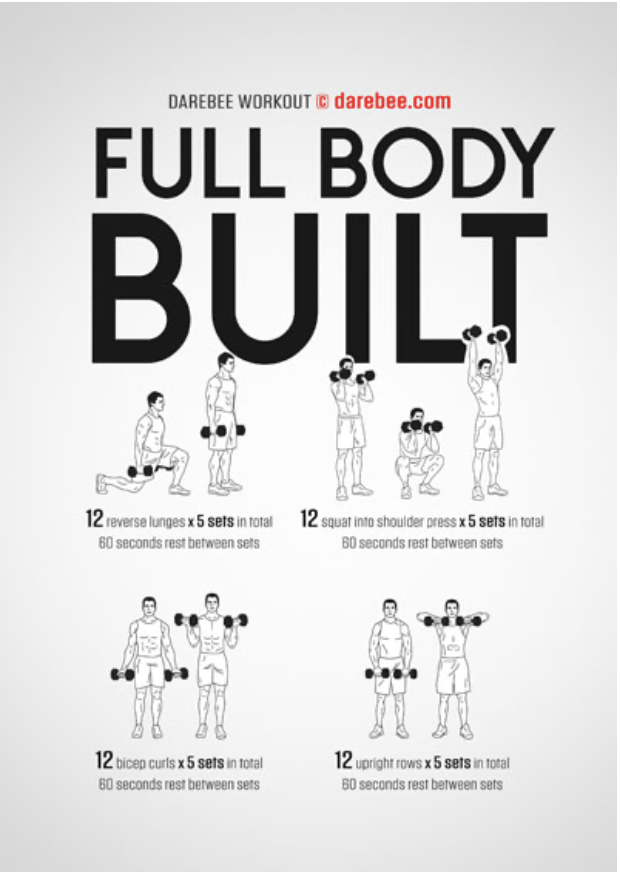 DAREBEE WORKOUT © darebee.com
FULL BODY
BUILT
12 reverse lunges x 5 sets in total
60 seconds rest between sets
12 squat into shoulder press x 5 sets in total
60 seconds rest between sets
12 bicep curls x 5 sets in total
60 seconds rest between sets
12 upright rows x 5 sets in total
60 seconds rest between sets